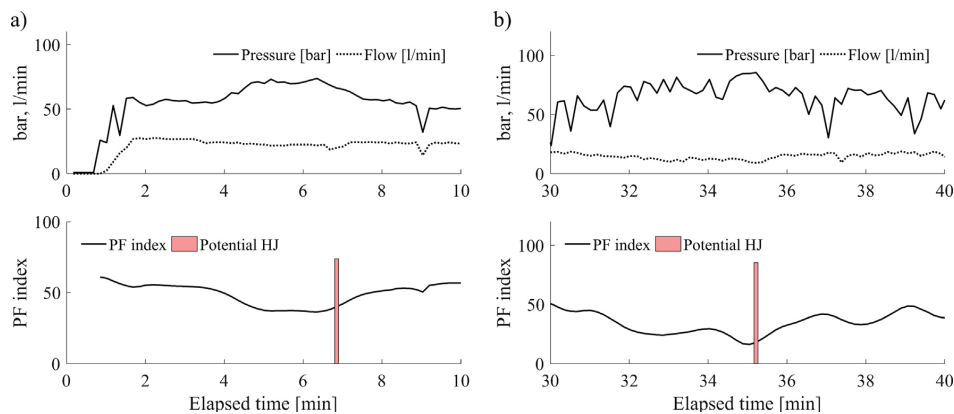 a)
100
50
0
bar, l/min
Pressure [bar] Flow [l/min]
0 2 4 6 8 10
100
50
0
PF index
PF index Potential HJ
0 2 4 6 8 10
Elapsed time [min]
b)
100
50
0
bar, l/min
Pressure [bar] Flow [l/min]
30 32 34 36 38 40
100
50
0
PF index
PF index Potential HJ
30 32 34 36 38 40
Elapsed time [min]